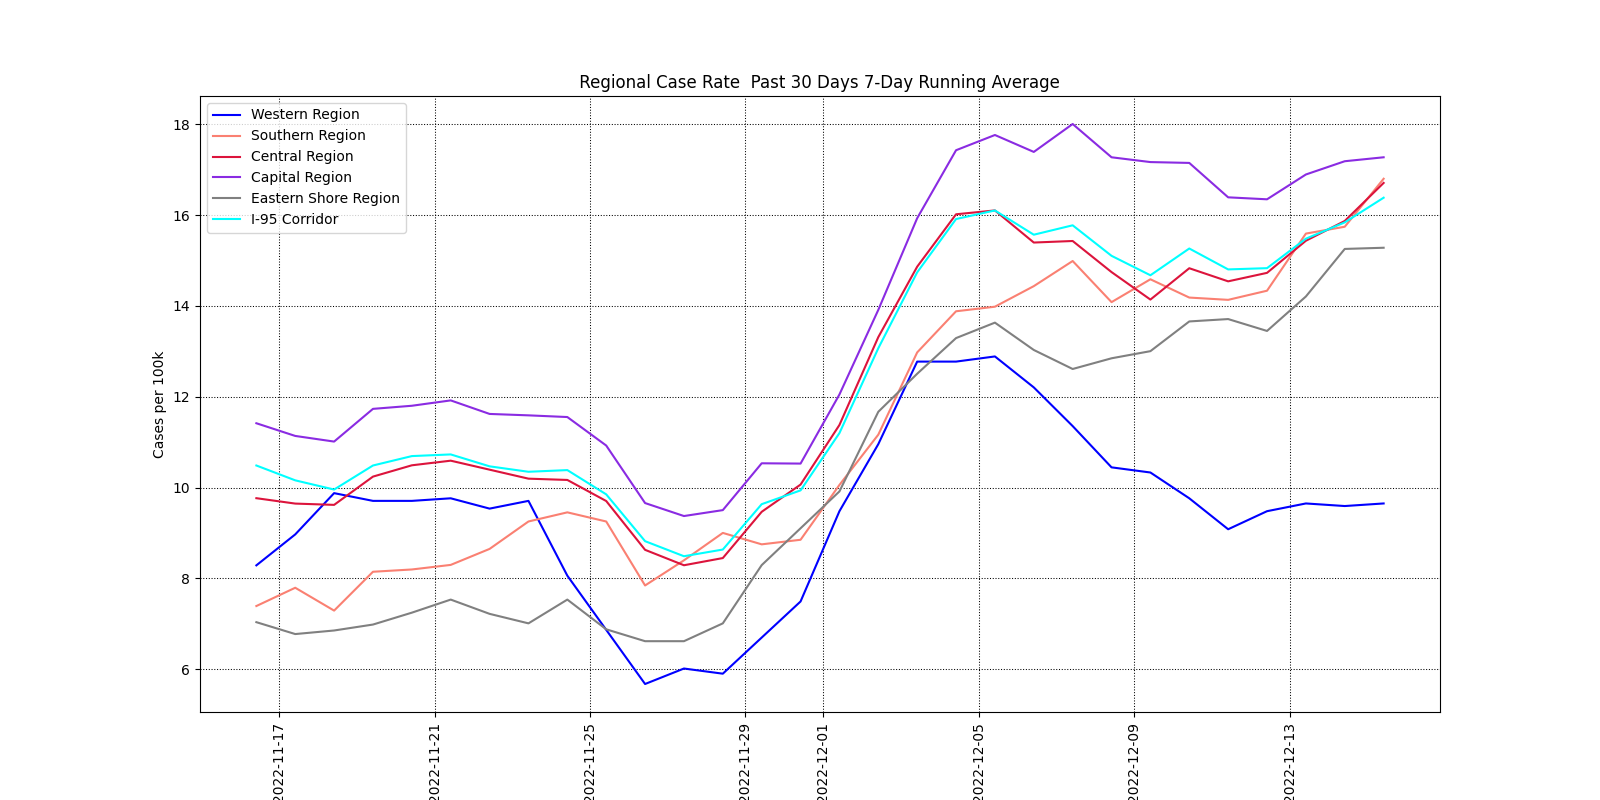 Regional Case Rate  Past 30 Days 7-Day Running Average
Western Region
Southern Region
Central Region
Capital Region
Eastern Shore Region
I-95 Corridor
Cases per 100k
18
16
14
12
10
8
6
2022-11-17
2022-11-21
2022-11-25
2022-11-29
2022-12-01
2022-12-05
2022-12-09
2022-12-13